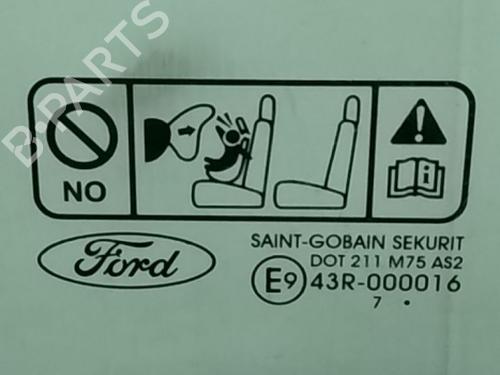 B-PARTS
NO
Ford
SAINT-GOBAIN SEKURIT
DOT 211 M75 AS2
E9 43R-000016
7 •